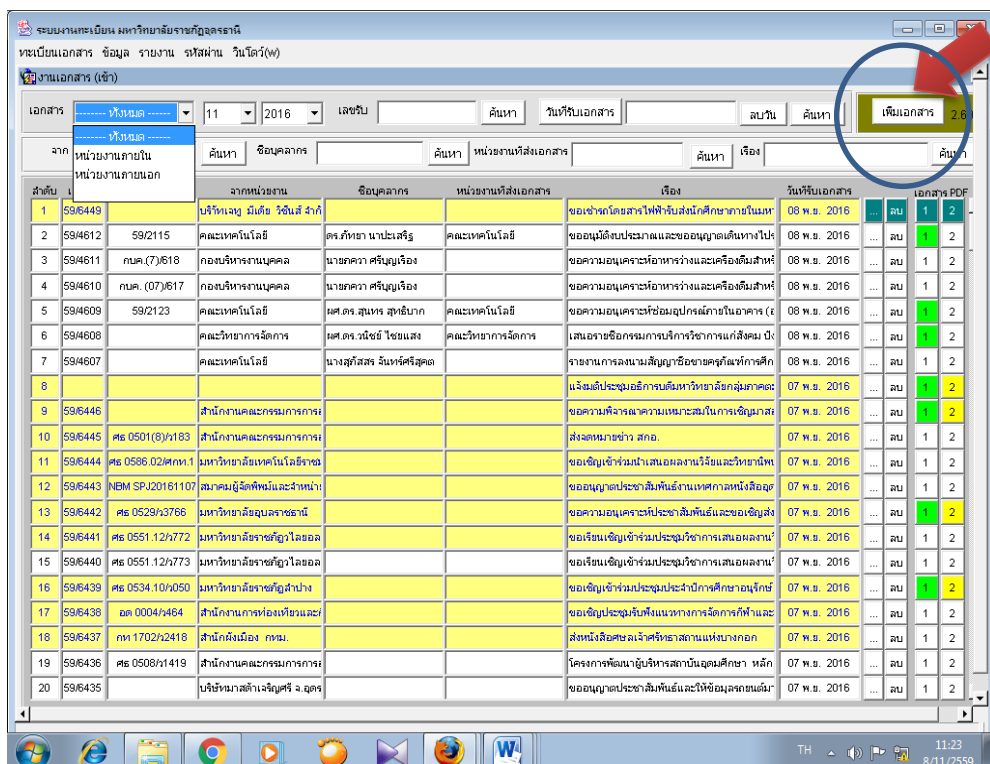 ระบบงานทะเบียน มหาวิทาลัยราชภัฏอุดรธานี
ทะเบียนเอกสาร ข้อมูล รายงาน รหัสผ่าน วินโดว์(w)
งานเอกสาร (เข้า)
เอกสาร -------- ทั้งหมด ------ 11 2016 เลขรับ ค้นหา วันที่รับเอกสาร ลบวัน ค้นหา เพิ่มเอกสาร 2.6
-------- ทั้งหมด ------
หน่วยงานภายใน
หน่วยงานภายนอก
จาก ค้นหา ชื่อบุคลากร ค้นหา หน่วยงานที่ส่งเอกสาร ค้นหา เรื่อง ค้นหา
ลำดับ จากหน่วยงาน ชื่อบุคลากร หน่วยงานที่ส่งเอกสาร เรื่อง วันที่รับเอกสาร เอกสาร PDF
1 59/6449 บริวัทเจทู มีเดีย วิชั่นส์ จำกั ขอเช่ารถโดยสารไฟฟ้ารับส่งนักศึกษาภายในมหา 08 พ.ย. 2016 ... ลบ 1 2
2 59/4612 59/2115 คณะเทคโนโลยี ดร.ภัทยา นาประเสริฐ คณะเทคโนโลยี ขออนุมัติงบประมาณและขออนุญาตเดินทางไปร 08 พ.ย. 2016 ... ลบ 1 2
3 59/4611 กบค.(7)/618 กองบริหารงานบุคคล นายภควา ศรีบุญเรือง ขอความอนุเคราะห์อาหารว่างและเครื่องดื่มสำหรั 08 พ.ย. 2016 ... ลบ 1 2
4 59/4610 กบค. (07)/617 กองบริหารงานบุคคล นายภควา ศรีบุญเรือง ขอความอนุเคราะห์อาหารว่างและเครื่องดื่มสำหรั 08 พ.ย. 2016 ... ลบ 1 2
5 59/4609 59/2123 คณะเทคโนโลยี ผศ.ดร.สุนทร สุทธิบาก คณะเทคโนโลยี ขอความอนุเคราะห์ซ่อมอุปกรณ์ภายในอาคาร 08 พ.ย. 2016 ... ลบ 1 2
6 59/4608 คณะวิทยาการจัดการ ผศ.ดร.วนิชย์ ไชยแสง คณะวิทยาการจัดการ เสนอรายชื่อกรรมการบริการวิชาการแก่สังคม ปี 08 พ.ย. 2016 ... ลบ 1 2
7 59/4607 คณะเทคโนโลยี นางสุภัสสร จันทร์ศรีสุคต รายงานการลงนามสัญญาซื้อขายครุภัณฑ์การศึก 08 พ.ย. 2016 ... ลบ 1 2
8 แจ้งมติประชุมอธิการบดีมหาวิทยาลัยกลุ่มภาคตะ 07 พ.ย. 2016 ... ลบ 1 2
9 59/6446 สำนักงานคณะกรรมการการอ ขอความพิจารณาความเหมาะสมในการเชิญมาสอ 07 พ.ย. 2016 ... ลบ 1 2
10 59/6445 ศธ 0501(8)/ว183 สำนักงานคณะกรรมการการอ ส่งจดหมายข่าว สกอ. 07 พ.ย. 2016 ... ลบ 1 2
11 59/6444 ศธ 0586.02/ศกท.1 มหาวิทยาลัยเทคโนโลยีราชม ขอเชิญเข้าร่วมนำเสนอผลงานวิจัยและวิทยานิพ 07 พ.ย. 2016 ... ลบ 1 2
12 59/6443 NBM SPJ20161107 สมาคมผู้จัดพิมพ์และจำหน่าย ขออนุญาตประชาสัมพันธ์งานเทศกาลหนังสืออุด 07 พ.ย. 2016 ... ลบ 1 2
13 59/6442 ศธ 0529/ว3766 มหาวิทยาลัยอุบลราชธานี ขอความอนุเคราะห์ประชาสัมพันธ์และขอเชิญส่ง 07 พ.ย. 2016 ... ลบ 1 2
14 59/6441 ศธ 0551.12/ว772 มหาวิทยาลัยราชภัฏวไลยอล ขอเรียนเชิญเข้าร่วมประชุมวิชาการเสนอผลงานวิ 07 พ.ย. 2016 ... ลบ 1 2
15 59/6440 ศธ 0551.12/ว773 มหาวิทยาลัยราชภัฏวไลยอล ขอเรียนเชิญเข้าร่วมประชุมวิชาการเสนอผลงานวิ 07 พ.ย. 2016 ... ลบ 1 2
16 59/6439 ศธ 0534.10/ว050 มหาวิทยาลัยราชภัฏลำปาง ขอเชิญเข้าร่วมประชุมประจำปีการศึกษาอนุรักษ์ 07 พ.ย. 2016 ... ลบ 1 2
17 59/6438 อด 0004/ว464 สำนักงานการท่องเที่ยวและกี ขอเชิญประชุมรับฟังแนวทางการจัดการกีฬาและ 07 พ.ย. 2016 ... ลบ 1 2
18 59/6437 กท 1702/ว2418 สำนักผังเมือง กทม. ส่งหนังสือศาลเจ้าศรัทธาสถานแห่งบางกอก 07 พ.ย. 2016 ... ลบ 1 2
19 59/6436 ศธ 0508/ว1419 สำนักงานคณะกรรมการการอ โครงการพัฒนาผู้บริหารสถาบันอุดมศึกษา หลัก 07 พ.ย. 2016 ... ลบ 1 2
20 59/6435 บริษัทมาสด้าเจริญศรี จ.อุดร ขออนุญาตประชาสัมพันธ์และให้ข้อมูลรถยนต์มา 07 พ.ย. 2016 ... ลบ 1 2
TH 11:23
8/11/2559